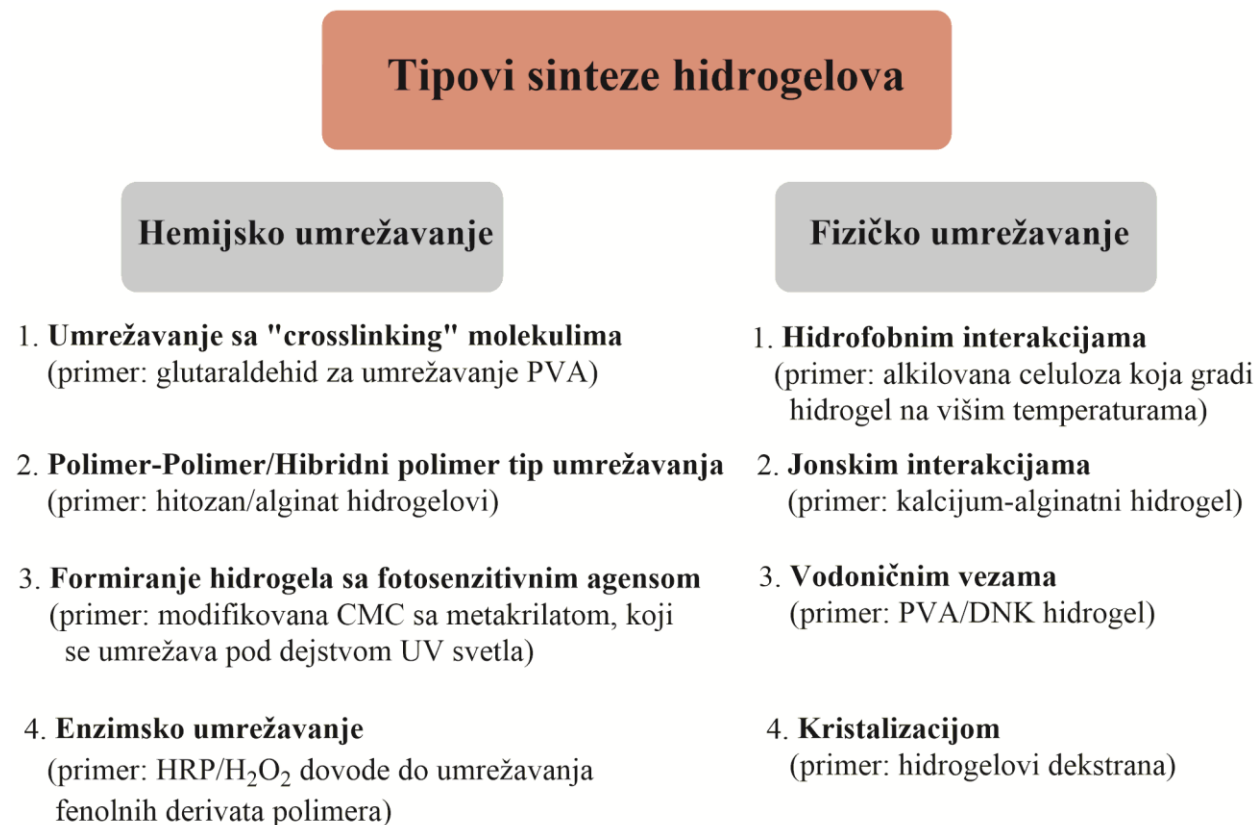 Tipovi sinteze hidrogelova
Hemijsko umrežavanje
1. Umrežavanje sa "crosslinking" molekulima
(primer: glutaraldehid za umrežavanje PVA)
2. Polimer-Polimer/Hibridni polimer tip umrežavanja
(primer: hitozan/alginat hidrogelovi)
3. Formiranje hidrogela sa fotosenzitivnim agensom
(primer: modifikovana CMC sa metakrilatom, koji
se umrežava pod dejstvom UV svetla)
4. Enzimsko umrežavanje
(primer: HRP/H₂O₂ dovode do umrežavanja
fenolnih derivata polimera)
Fizičko umrežavanje
1. Hidrofobnim interakcijama
(primer: alkilovana celuloza koja gradi
hidrogel na višim temperaturama)
2. Jonskim interakcijama
(primer: kalcijum-alginatni hidrogel)
3. Vodoničnim vezama
(primer: PVA/DNK hidrogel)
4. Kristalizacijom
(primer: hidrogelovi dekstrana)